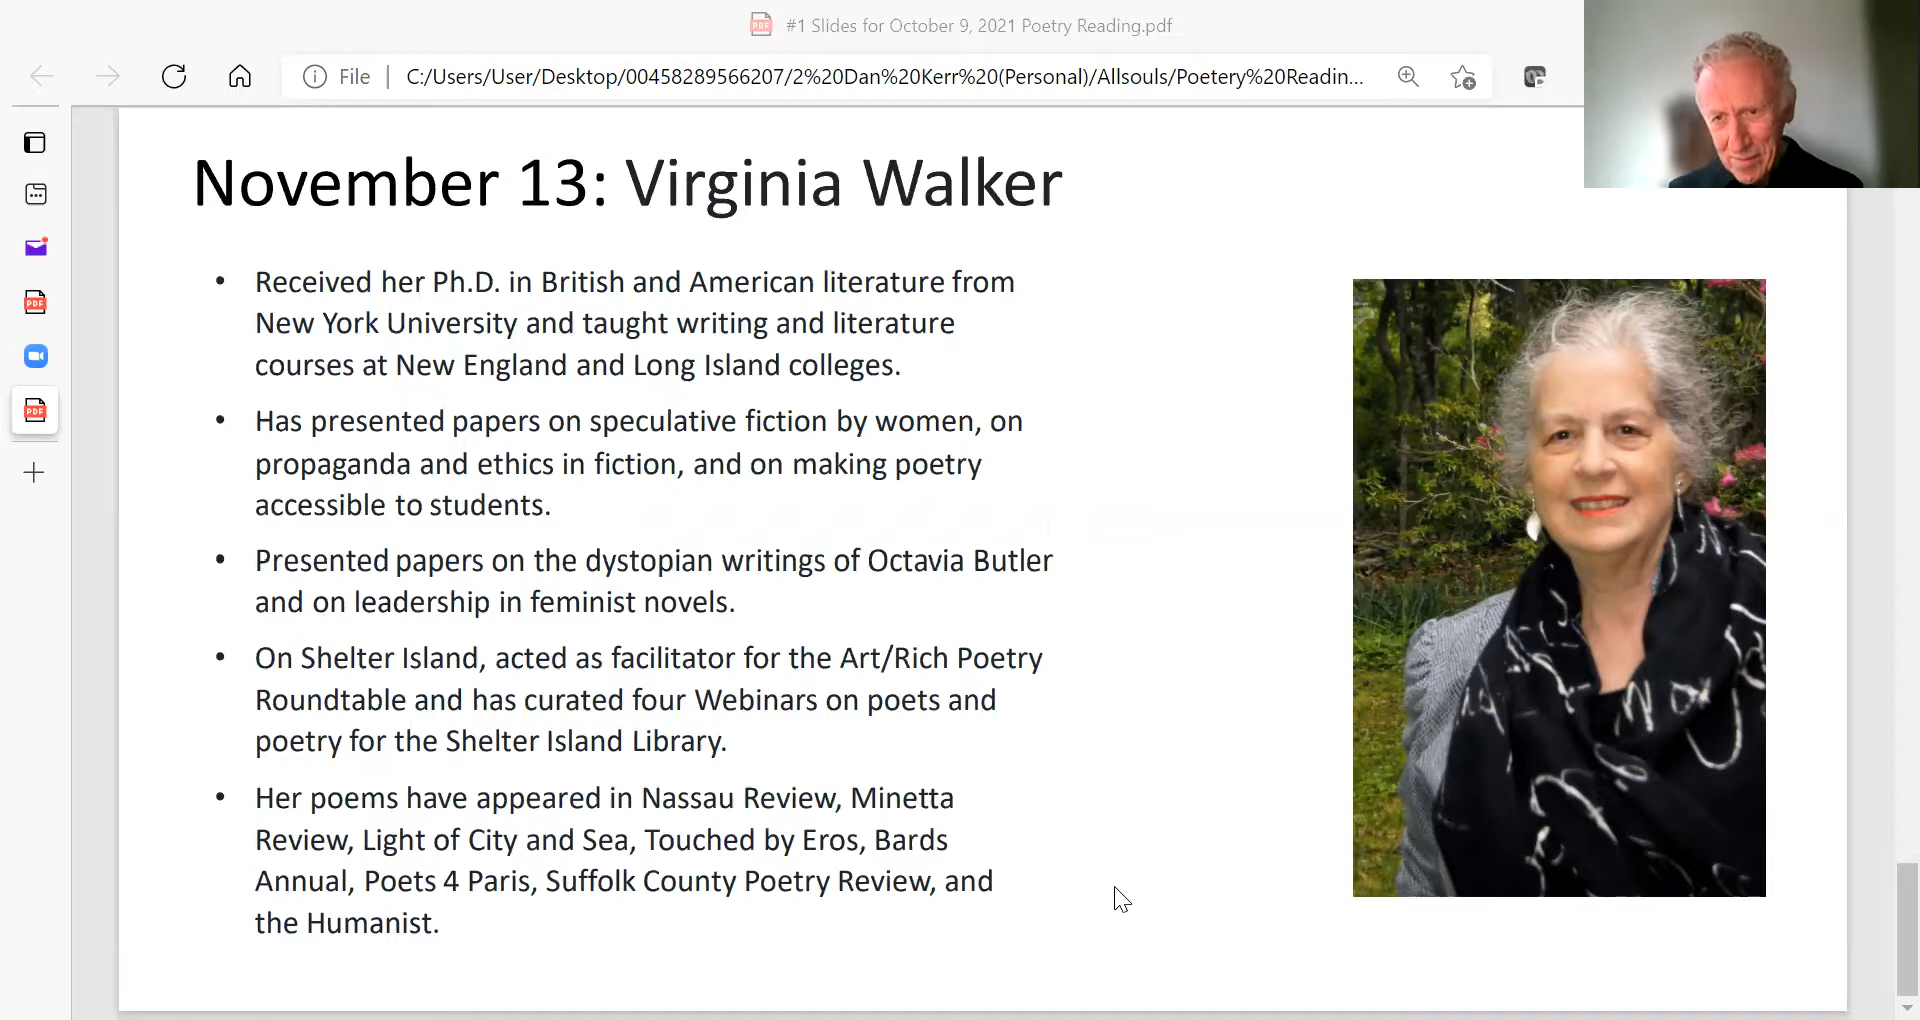 #1 Slides for October 9, 2021 Poetry Reading.pdf
File
C:/Users/User/Desktop/00458289566207/2%20Dan%20Kerr%20(Personal)/Allsouls/Poetery%20Readin...
November 13: Virginia Walker
• Received her Ph.D. in British and American literature from
New York University and taught writing and literature
courses at New England and Long Island colleges.
• Has presented papers on speculative fiction by women, on
propaganda and ethics in fiction, and on making poetry
accessible to students.
• Presented papers on the dystopian writings of Octavia Butler
and on leadership in feminist novels.
• On Shelter Island, acted as facilitator for the Art/Rich Poetry
Roundtable and has curated four Webinars on poets and
poetry for the Shelter Island Library.
• Her poems have appeared in Nassau Review, Minetta
Review, Light of City and Sea, Touched by Eros, Bards
Annual, Poets 4 Paris, Suffolk County Poetry Review, and
the Humanist.
PDF
PDF
PDF